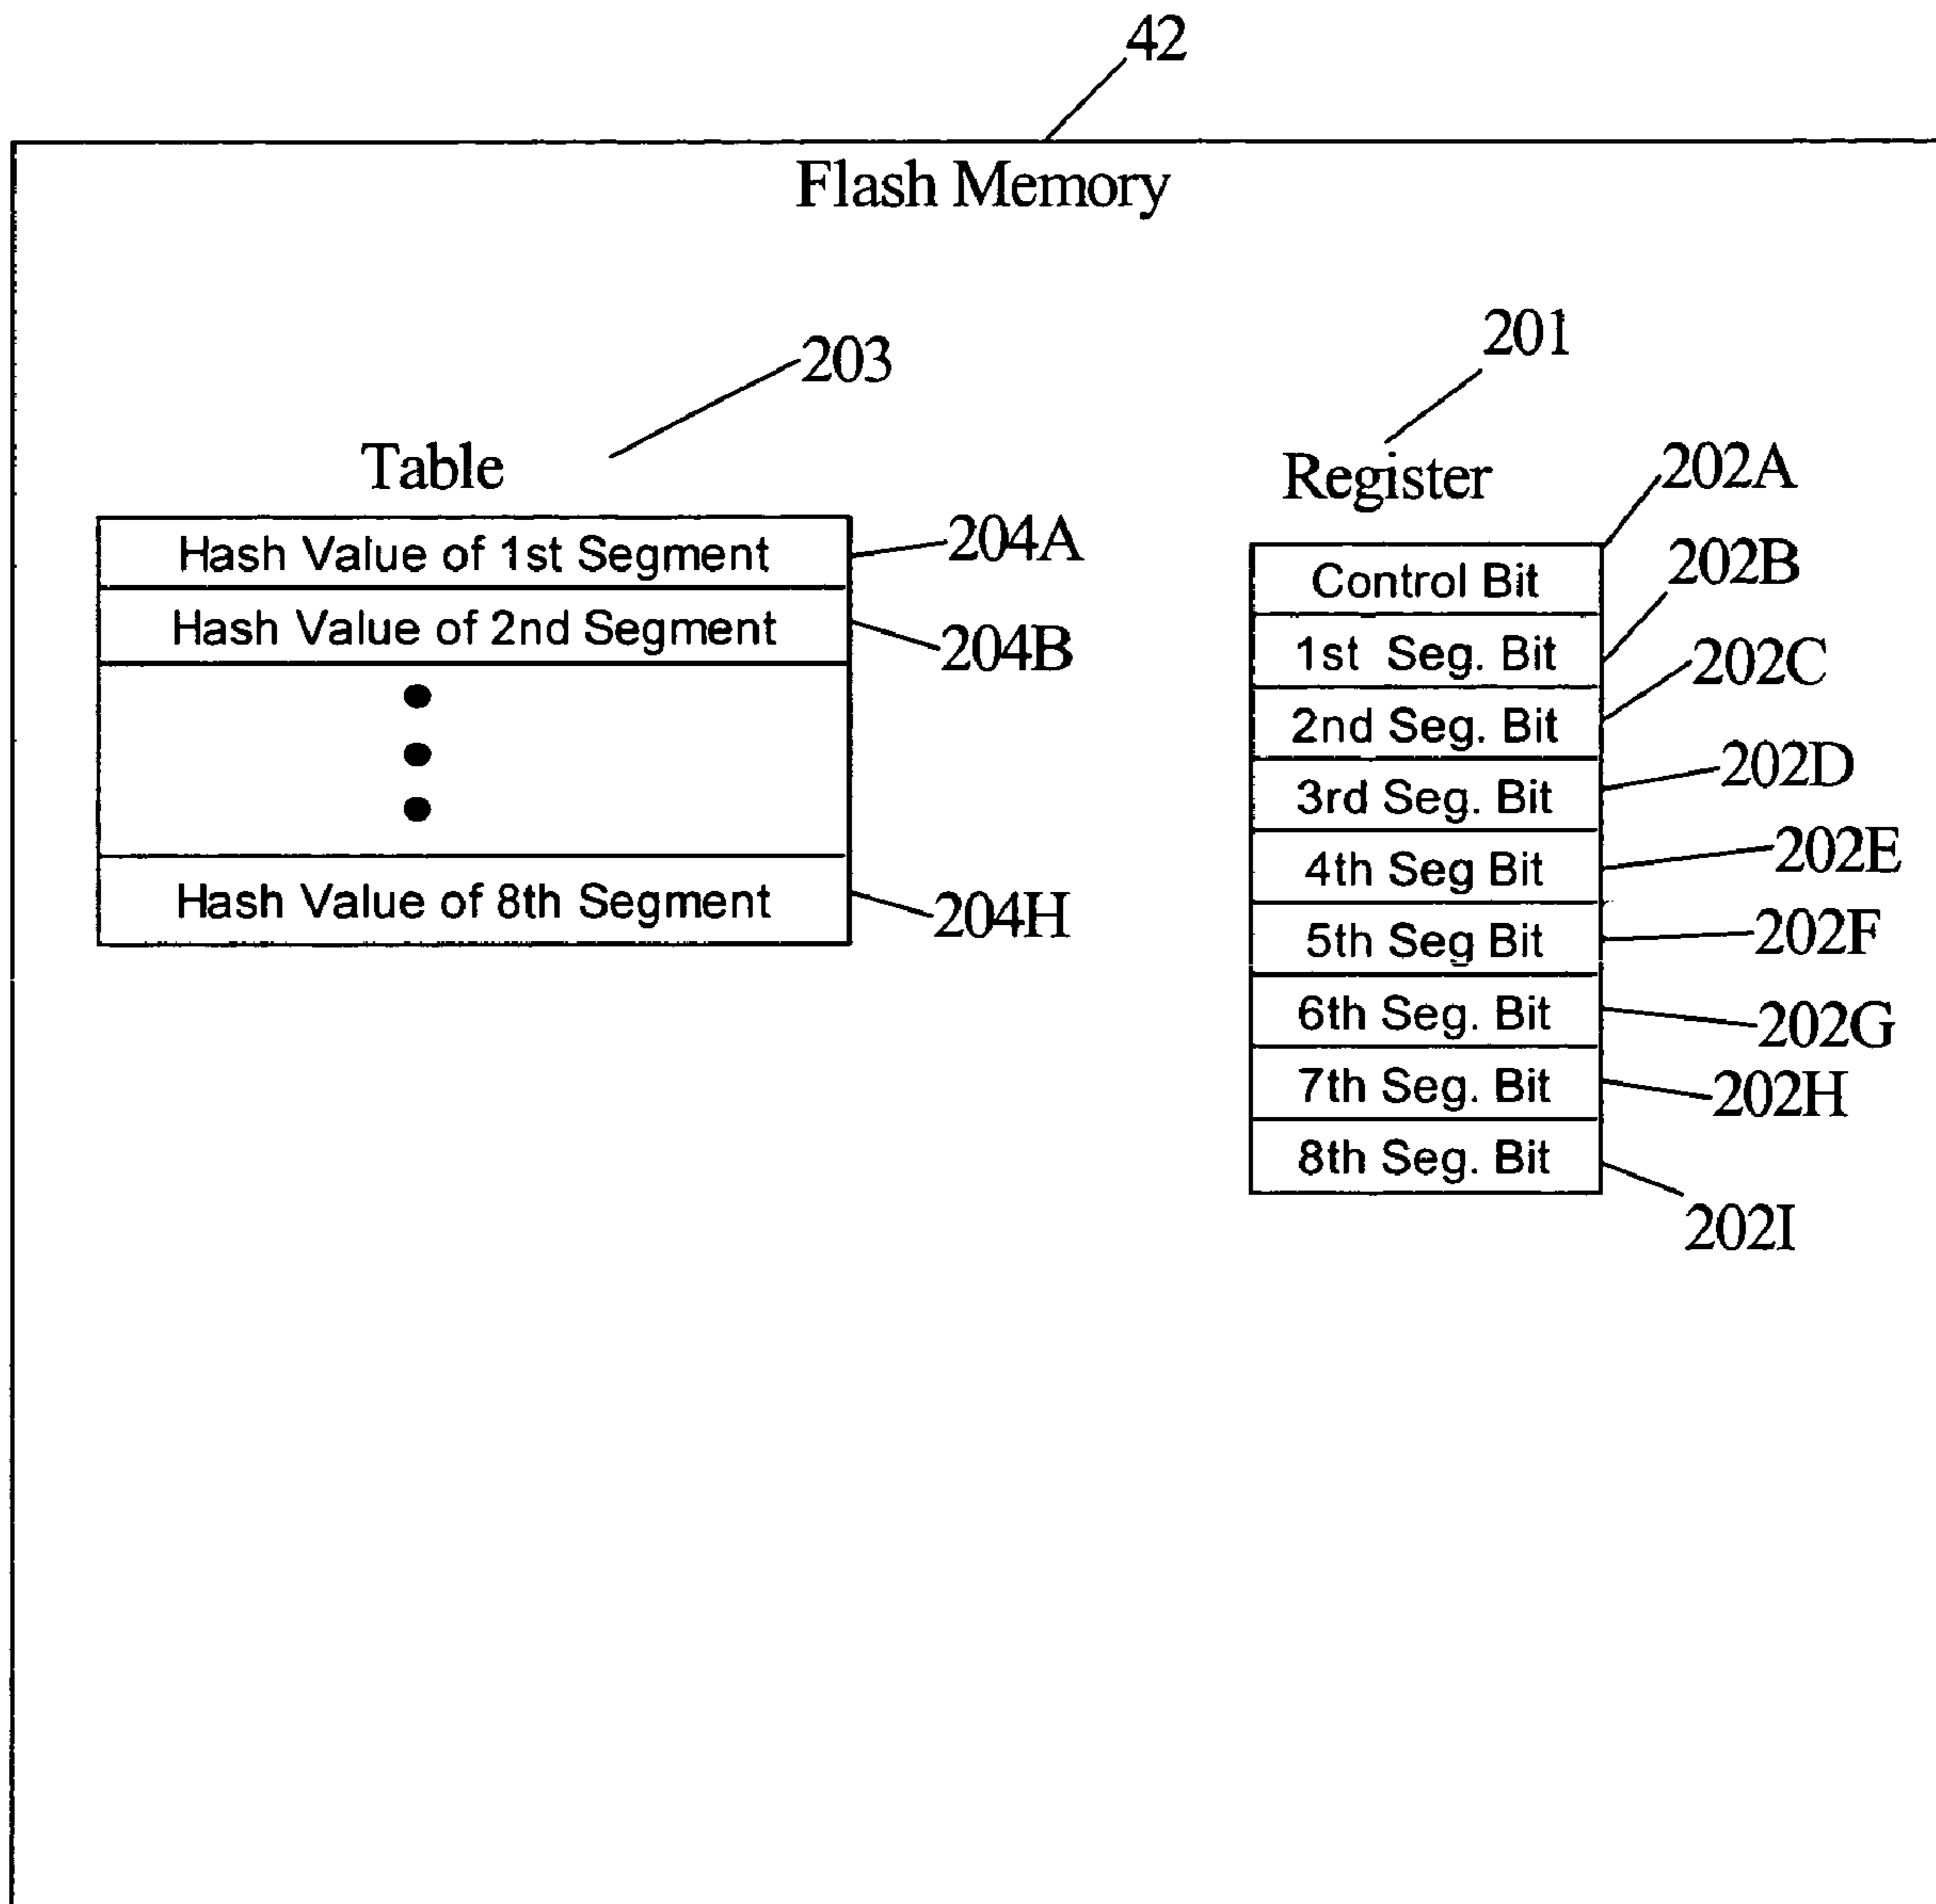 42
Flash Memory
203
Table
Hash Value of 1st Segment
204A
Hash Value of 2nd Segment
204B
Hash Value of 8th Segment
204H
201
Register
202A
Control Bit
202B
1st Seg. Bit
202C
2nd Seg. Bit
202D
3rd Seg. Bit
202E
4th Seg Bit
202F
5th Seg Bit
202G
6th Seg. Bit
202H
7th Seg. Bit
8th Seg. Bit
202I